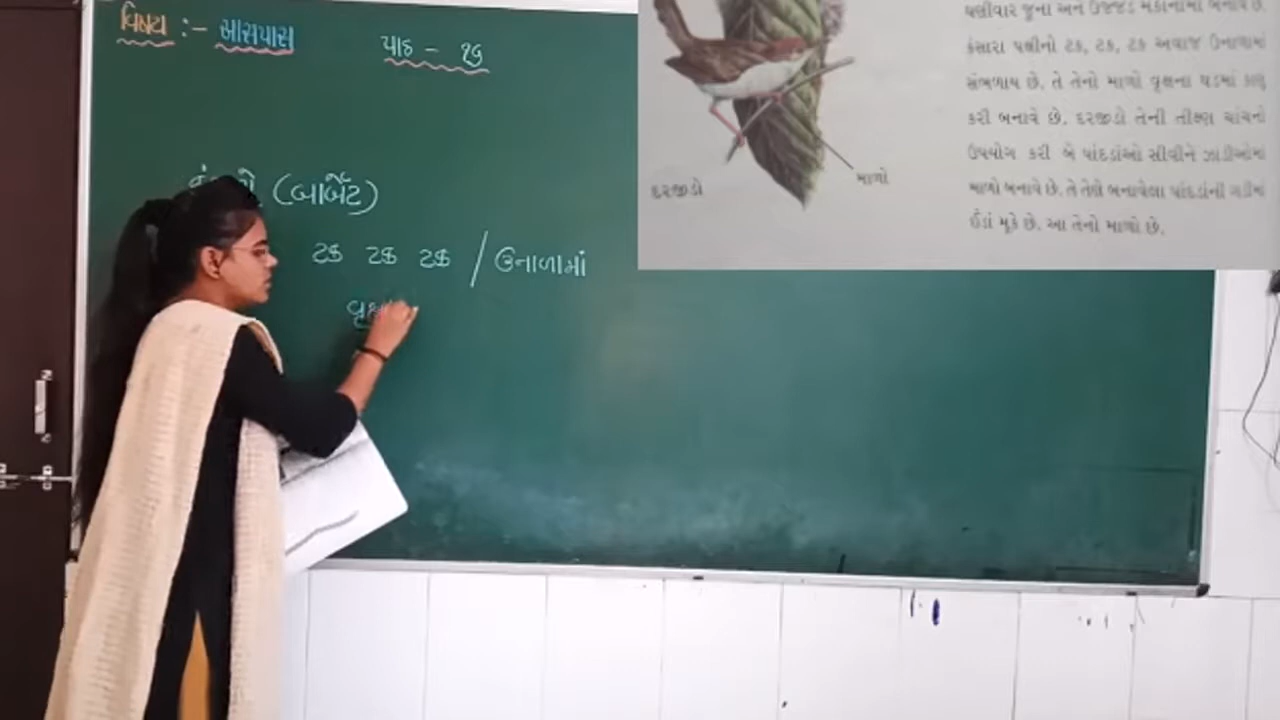 વિષય :- આસપાસ
પાઠ - ૧૬
(બાર્બેટ)
ટક ટક ટક / ઉનાળામાં
ઘણીવાર જૂના અને ઉજ્જડ મકાનોમાં બનાવે છે.
કંસારા પક્ષીનો ટક, ટક, ટક અવાજ ઉનાળામાં
સંભળાય છે. તે તેનો માળો વૃક્ષના થડમાં કાણુ
કરી બનાવે છે. દરજીડો તેની તીક્ષ્ણ ચાંચનો
ઉપયોગ કરી બે પાંદડાંઓ સીવીને ઝાડીઓમાં
માળો બનાવે છે. તે તેણે બનાવેલા પાંદડાંની ગડીમાં
ઈંડાં મૂકે છે. આ તેનો માળો છે.
દરજીડો
માળો